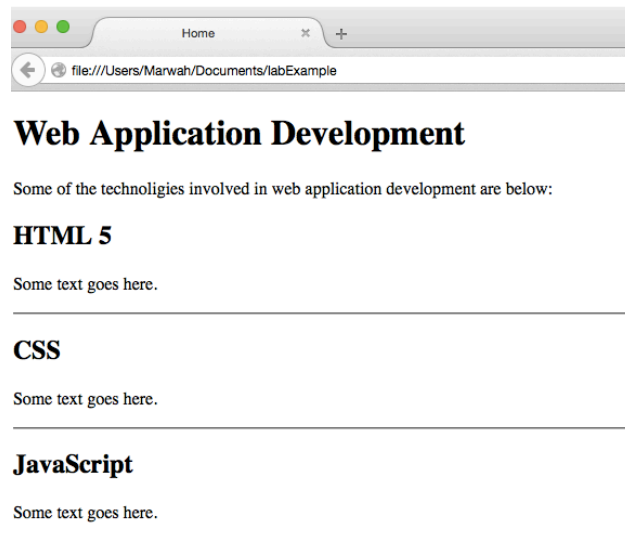 Home
file:///Users/Marwah/Documents/labExample
Web Application Development
Some of the technoligies involved in web application development are below:
HTML 5
Some text goes here.
CSS
Some text goes here.
JavaScript
Some text goes here.